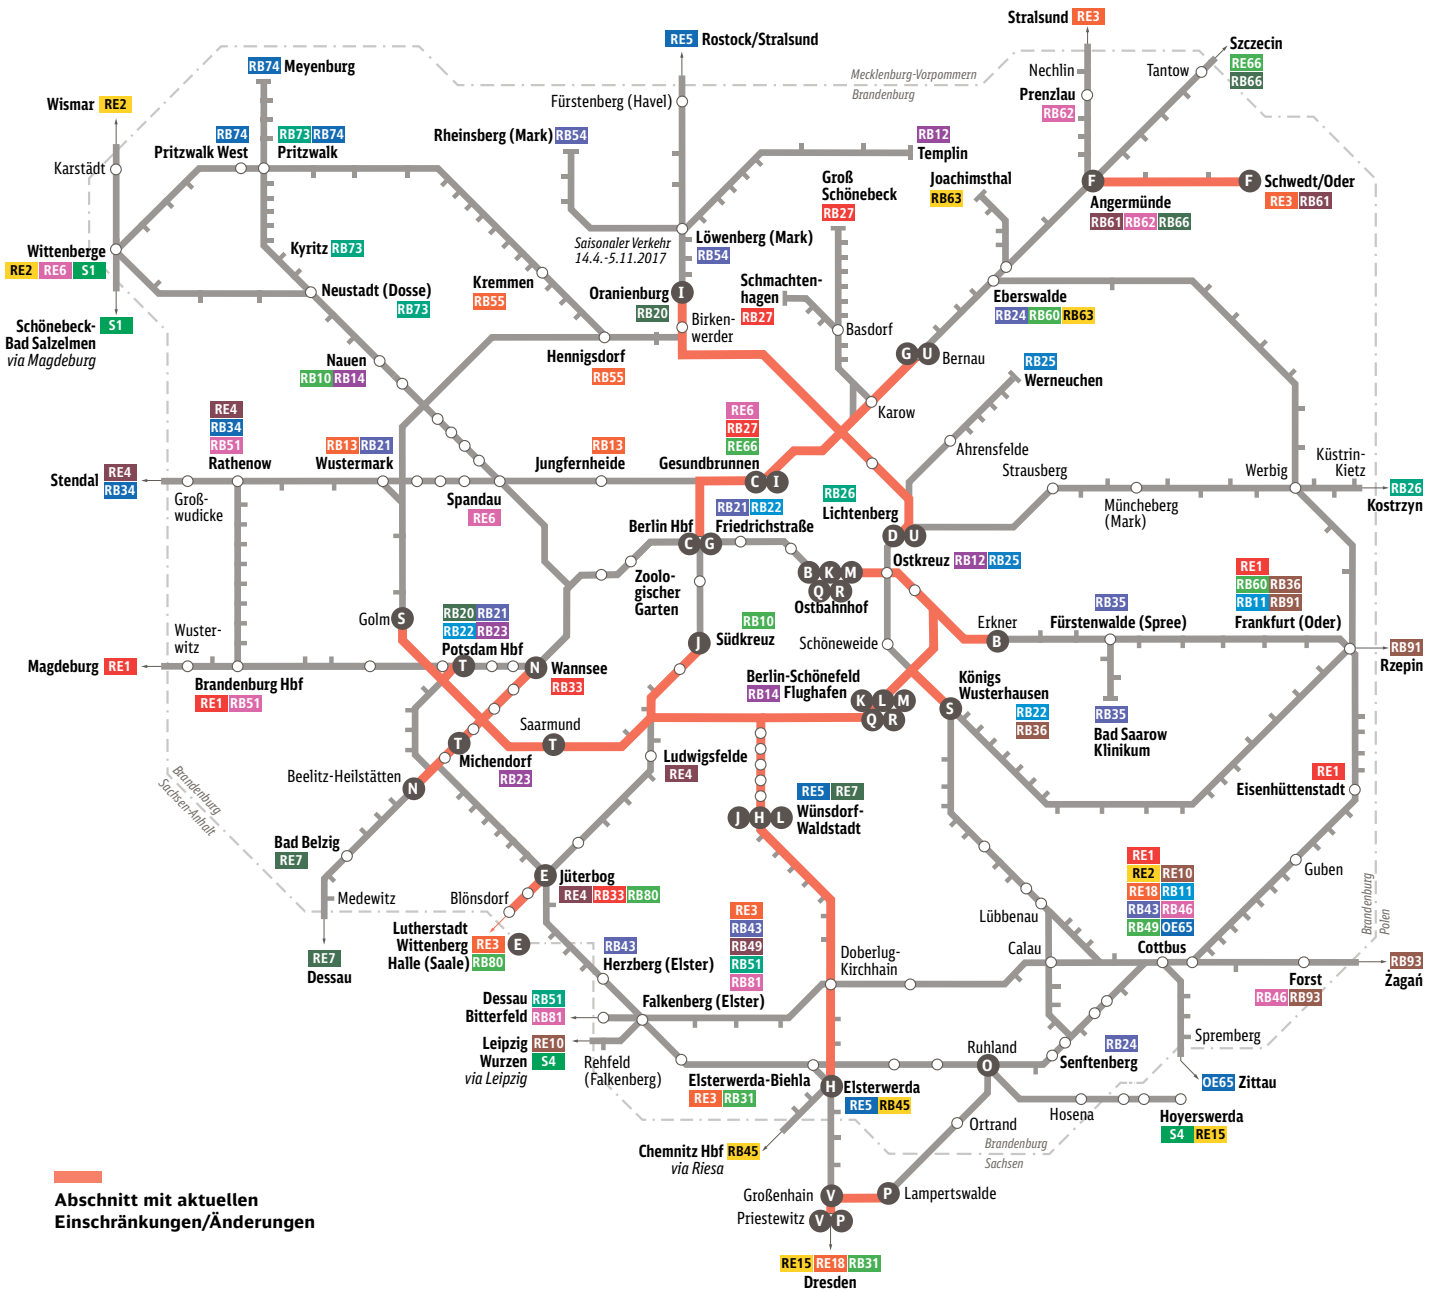 Stralsund RE3
RE5 Rostock/Stralsund
Szczecin
RE66
RB66
Nechlin
Tantow
RB74 Meyenburg
Mecklenburg-Vorpommern
Brandenburg
Prenzlau
RB62
Wismar RE2
Fürstenberg (Havel)
Rheinsberg (Mark) RB54
RB12
Templin
RB74
Pritzwalk West
RB73 RB74
Pritzwalk
Karstädt
Groß
Schönebeck
RB27
Joachimsthal
RB63
F
F
Schwedt/Oder
RE3 RB61
Angermünde
RB61 RB62 RB66
Wittenberge
RE2 RE6 S1
Kyritz RB73
Saisonaler Verkehr
14.4.-5.11.2017
Löwenberg (Mark)
RB54
Neustadt (Dosse)
RB73
Kremmen
RB55
Oranienburg
RB20
I
Schmachten-
hagen
RB27
Eberswalde
RB24 RB60 RB63
Schönebeck-
Bad Salzelmen
via Magdeburg
S1
Birken-
werder
Basdorf
G U Bernau
Hennigsdorf
RB55
Nauen
RB10 RB14
RB25
Werneuchen
Karow
RE4
RB34
RB51
Rathenow
RB13 RB21
Wustermark
RB13
Jungfernheide
RE6
RB27
RE66
Gesundbrunnen
C I
Ahrensfelde
Strausberg
Werbig
Küstrin-
Kietz
Stendal RE4
RB34
Groß-
wudicke
Spandau
RE6
RB21 RB22
Friedrichstraße
RB26
Lichtenberg
D U
Müncheberg
(Mark)
RB26
Kostrzyn
Berlin Hbf
C G
Zoolo-
gischer
Garten
B K M
Q R
Ostbahnhof
Ostkreuz RB12 RB25
RE1
RB60 RB36
RB11 RB91
Frankfurt (Oder)
Golm S
RB20 RB21
RB22 RB23
Potsdam Hbf
T
N Wannsee
RB33
RB10
Südkreuz
J
Schöneweide
Erkner
B
RB35
Fürstenwalde (Spree)
Wuster-
witz
Magdeburg RE1
Brandenburg Hbf
RE1 RB51
Berlin-Schönefeld
RB14 Flughafen
K L M
Q R
Königs
Wusterhausen
RB22
RB36
S
RB35
Bad Saarow
Klinikum
RB91
Rzepin
Saarmund
T
T
Michendorf
RB23
Ludwigsfelde
RE4
Beelitz-Heilstätten
N
Brandenburg
Sachsen-Anhalt
RE1
Eisenhüttenstadt
RE5 RE7
Wünsdorf-
Waldstadt
J H L
Bad Belzig
RE7
Medewitz
RE7
Dessau
E Jüterbog
RE4 RB33 RB80
Blönsdorf
Lutherstadt
Wittenberg
Halle (Saale)
RE3
RB80
E
RE1
RE2 RE10
RE18 RB11
RB43 RB46
RB49 OE65
Cottbus
Guben
Brandenburg
Polen
Lübbenau
Calau
RE3
RB43
RB49
RB51
RB81
Falkenberg (Elster)
RB43
Herzberg (Elster)
Doberlug-
Kirchhain
Forst
RB46 RB93
RB93
Żagań
Dessau RB51
Bitterfeld RB81
Leipzig RE10
Wurzen S4
via Leipzig
Rehfeld
(Falkenberg)
Spremberg
Ruhland
O
RB24
Senftenberg
Elsterwerda-Biehla
RE3 RB31
H Elsterwerda
RE5 RB45
OE65 Zittau
Hosena
Hoyerswerda
S4 RE15
Ortrand
Brandenburg
Sachsen
Chemnitz Hbf RB45
via Riesa
Großenhain V
P Lampertswalde
Priestewitz V P
RE15 RE18 RB31
Dresden
Abschnitt mit aktuellen
Einschränkungen/Änderungen